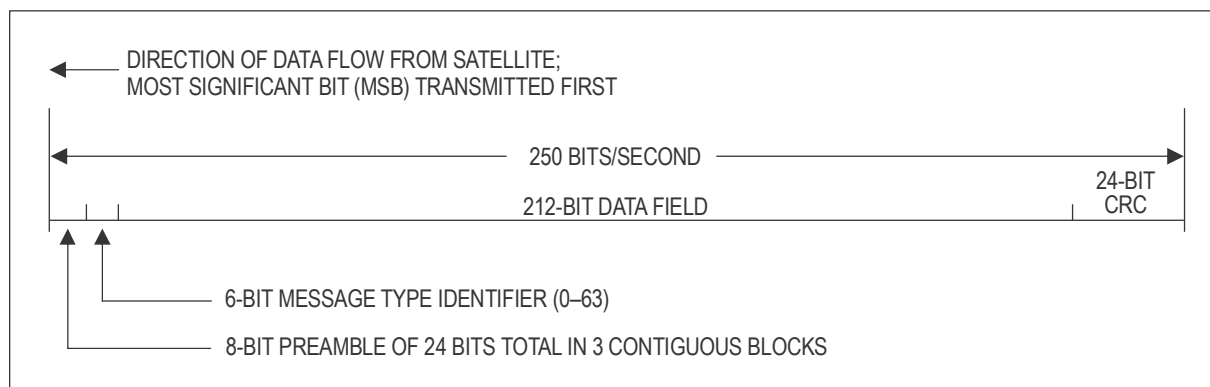 DIRECTION OF DATA FLOW FROM SATELLITE;
MOST SIGNIFICANT BIT (MSB) TRANSMITTED FIRST
250 BITS/SECOND
212-BIT DATA FIELD
24-BIT
CRC
6-BIT MESSAGE TYPE IDENTIFIER (0–63)
8-BIT PREAMBLE OF 24 BITS TOTAL IN 3 CONTIGUOUS BLOCKS